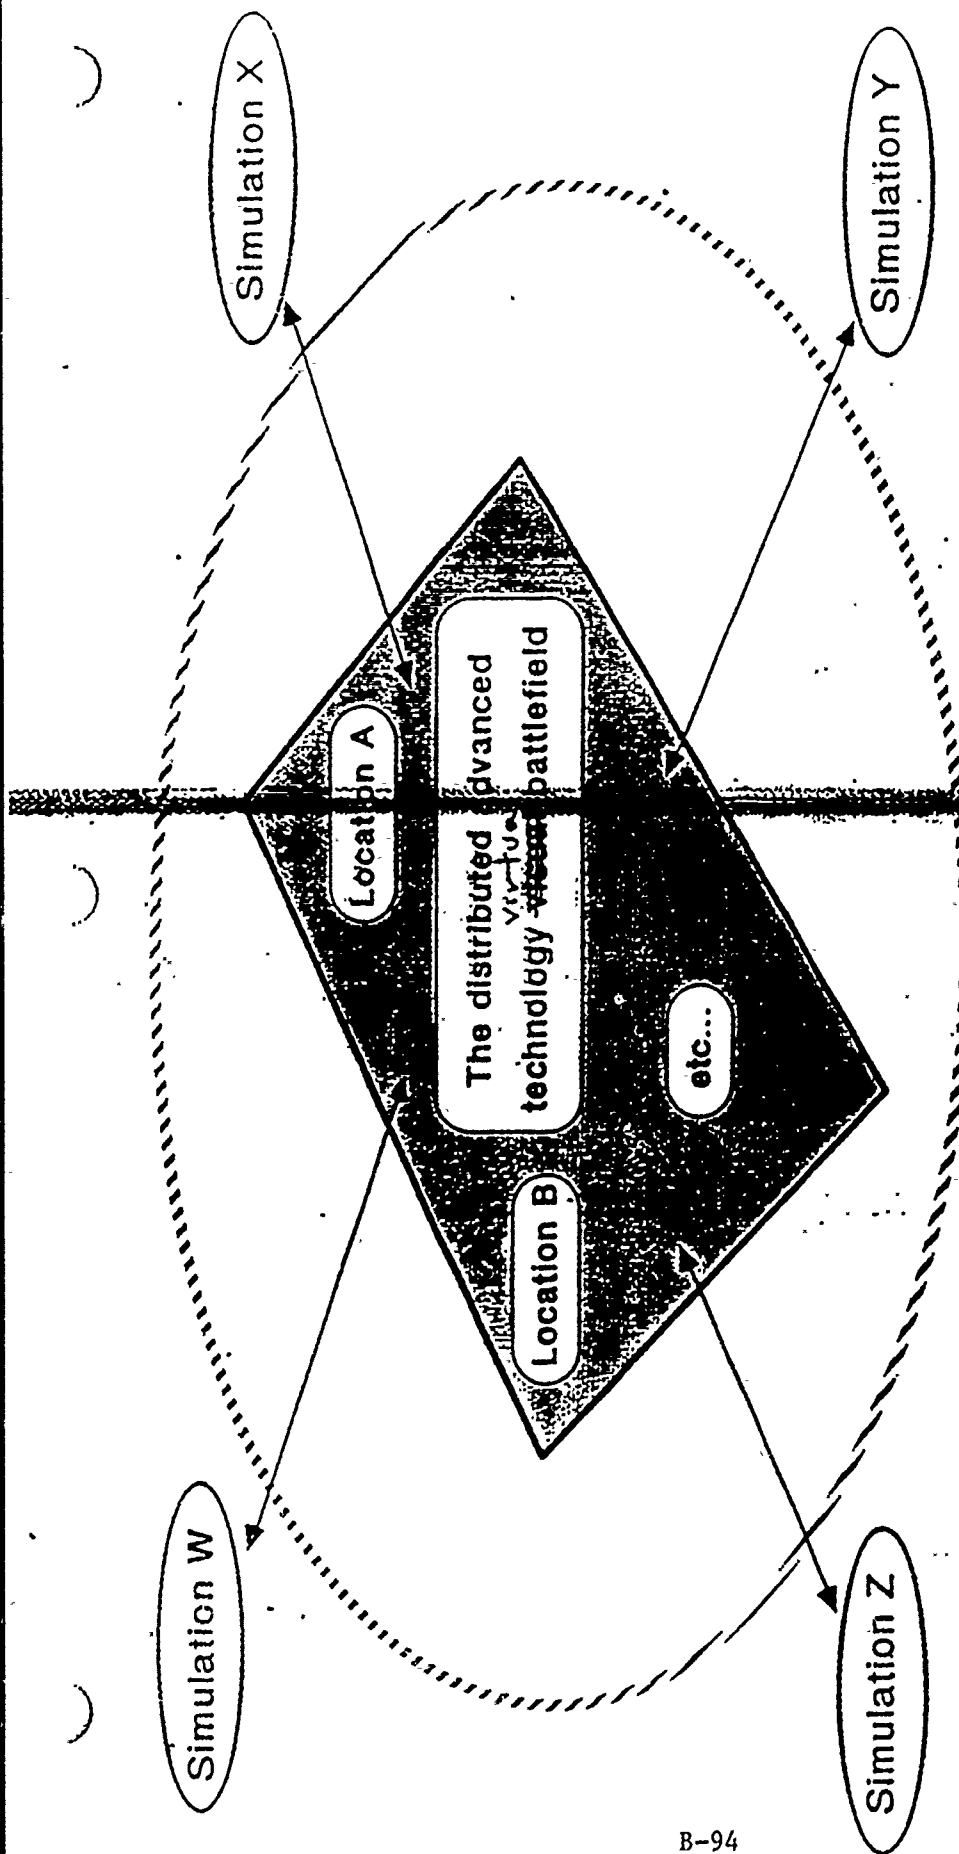 Simulation W
Simulation X
Location A
Location B
The distributed advanced
virtual
technology battlefield
etc...
Simulation Z
Simulation Y
B-94